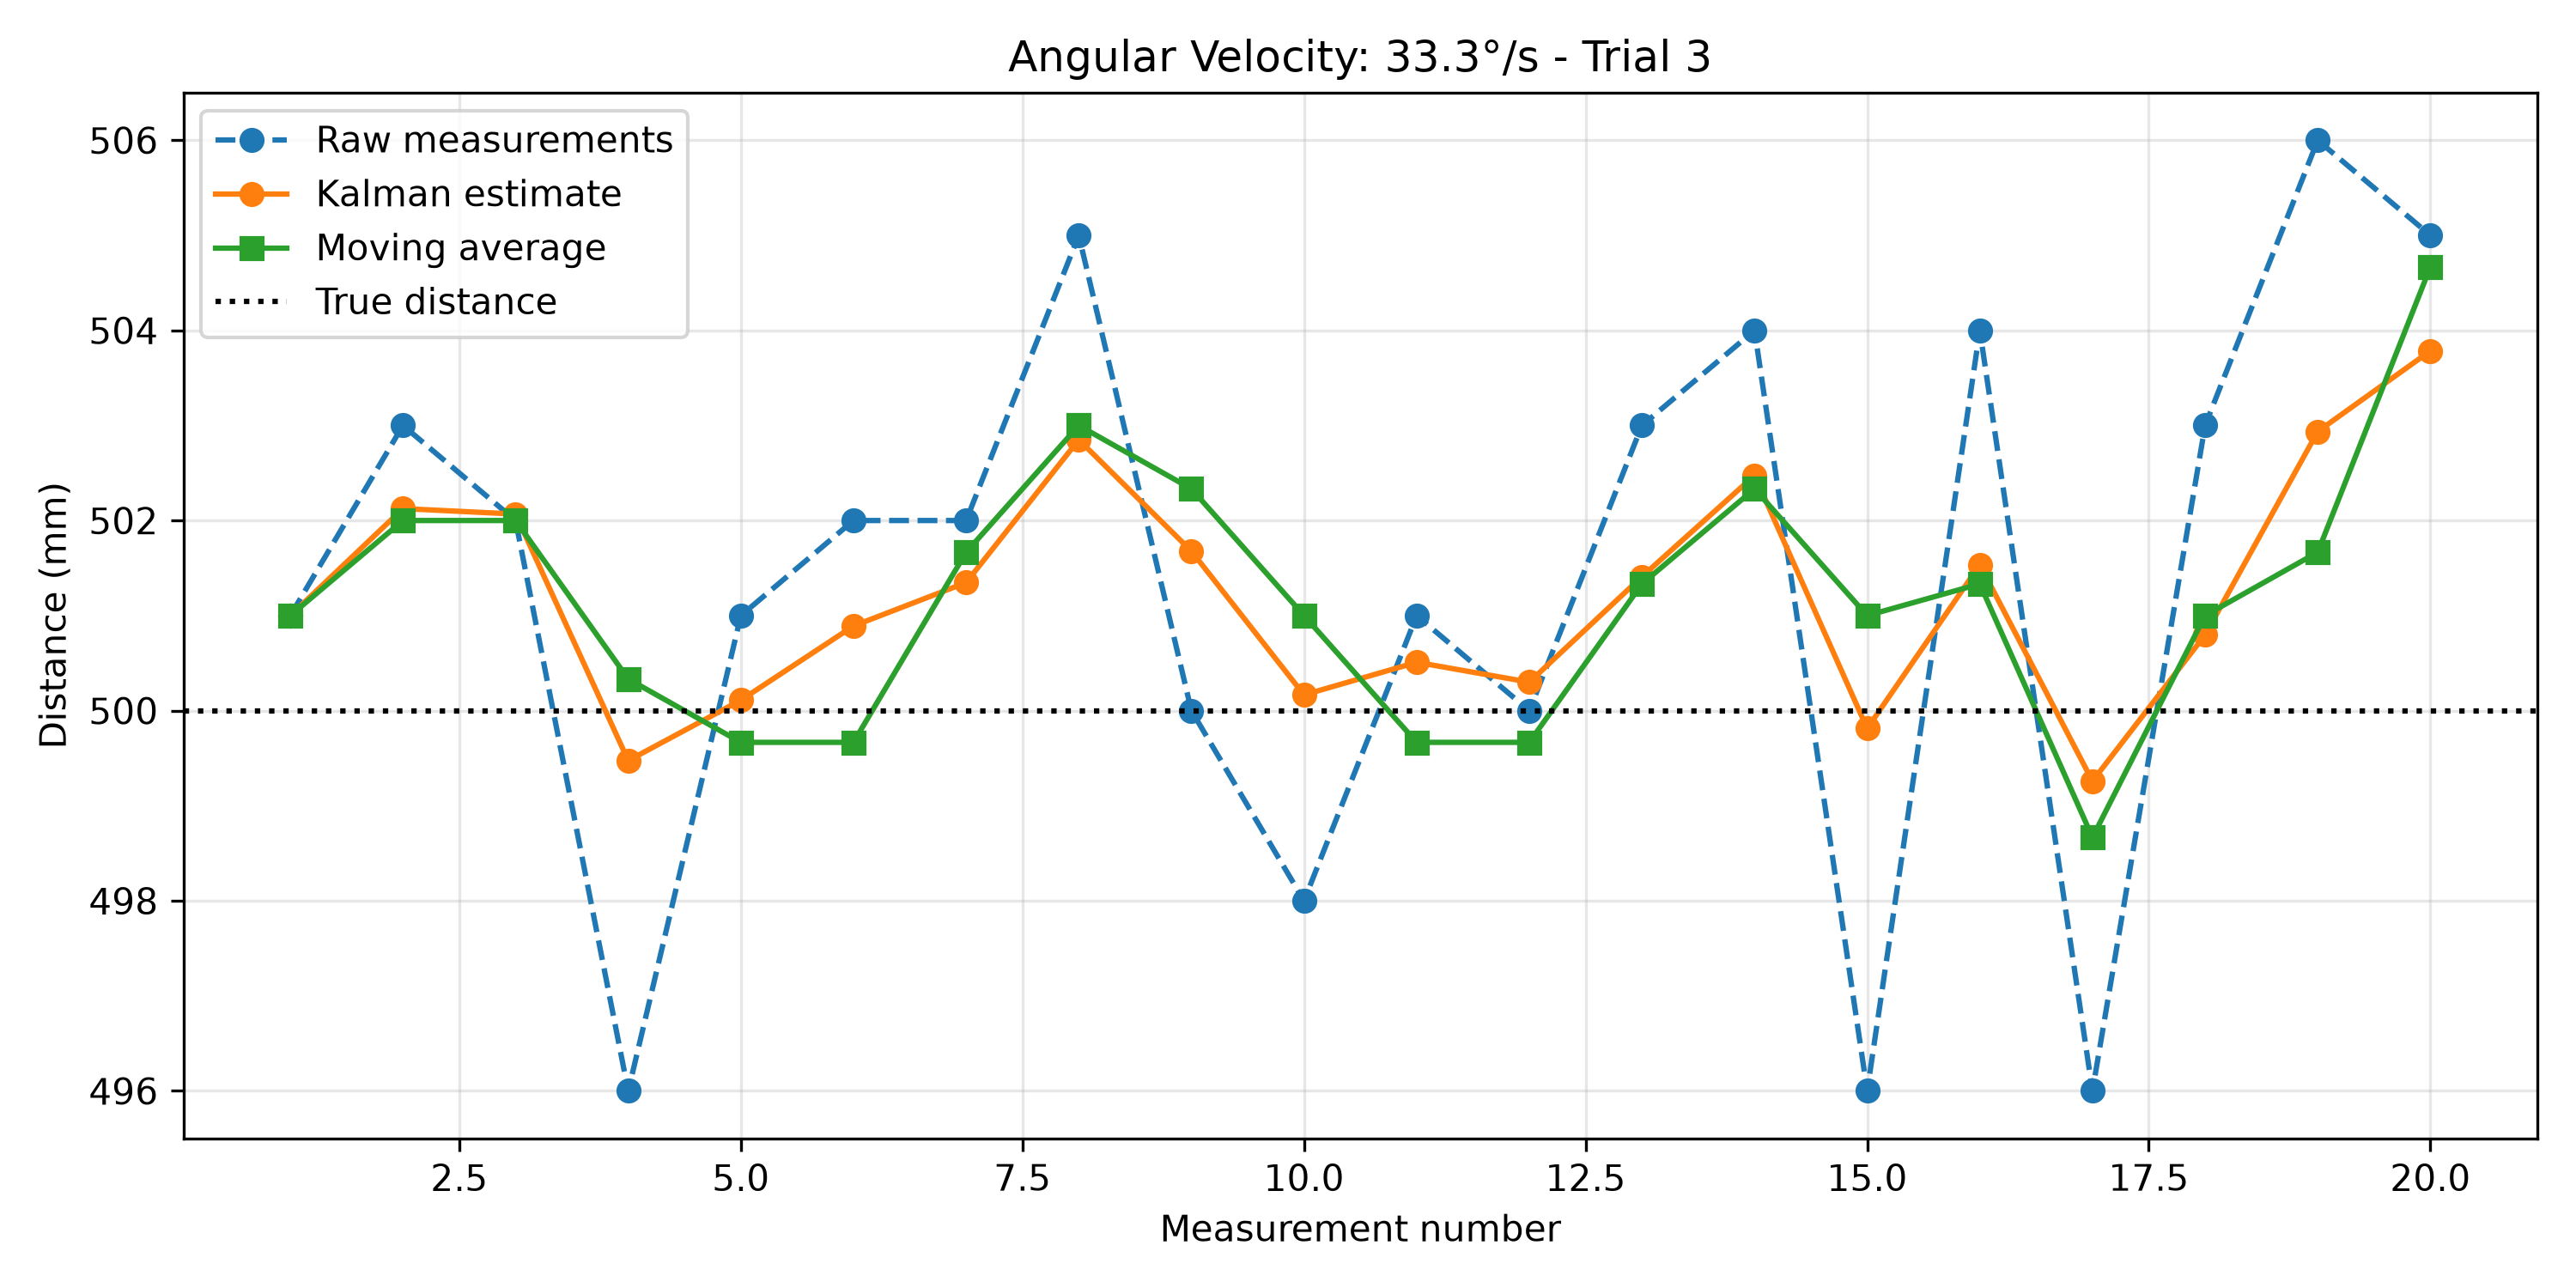 Angular Velocity: 33.3°/s - Trial 3
Raw measurements
Kalman estimate
Moving average
True distance
506
504
502
500
498
496
Distance (mm)
2.5 5.0 7.5 10.0 12.5 15.0 17.5 20.0
Measurement number